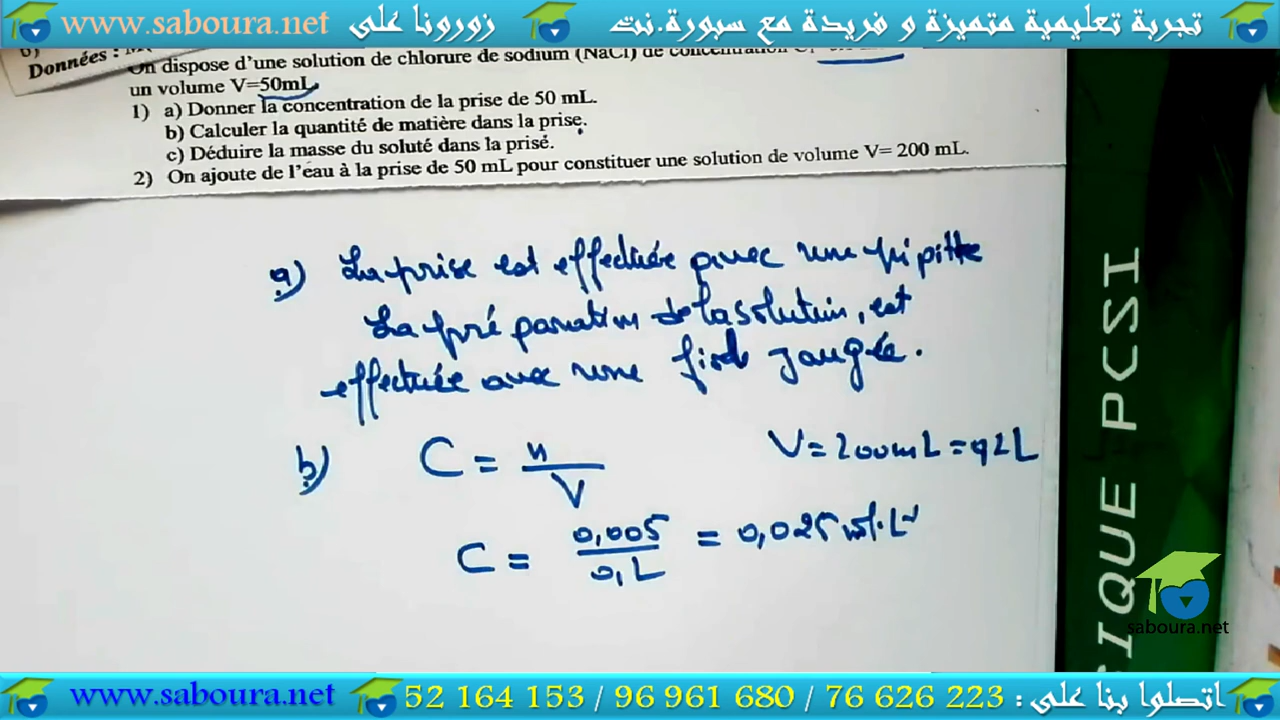 www.saboura.net زورونا على تجربة تعليمية متميزة و فريدة مع سبورة.نت
Données :
On dispose d'une solution de chlorure de sodium (NaCl) de concentration
un volume V=50mL.
1) a) Donner la concentration de la prise de 50 mL.
b) Calculer la quantité de matière dans la prise.
c) Déduire la masse du soluté dans la prise.
2) On ajoute de l'eau à la prise de 50 mL pour constituer une solution de volume V= 200 mL.
a) La prise est effectuée avec une pipitte
La préparation de la solution, est
effectuée avec une fiole jaugée.
b) C = n / V V = 200mL = 0,2L
C = 0,005 / 0,2 = 0,025 mol.L⁻¹
SIQUE PCSI
saboura.net
www.saboura.net 52 164 153 / 96 961 680 / 76 626 223 اتصلوا بنا على :